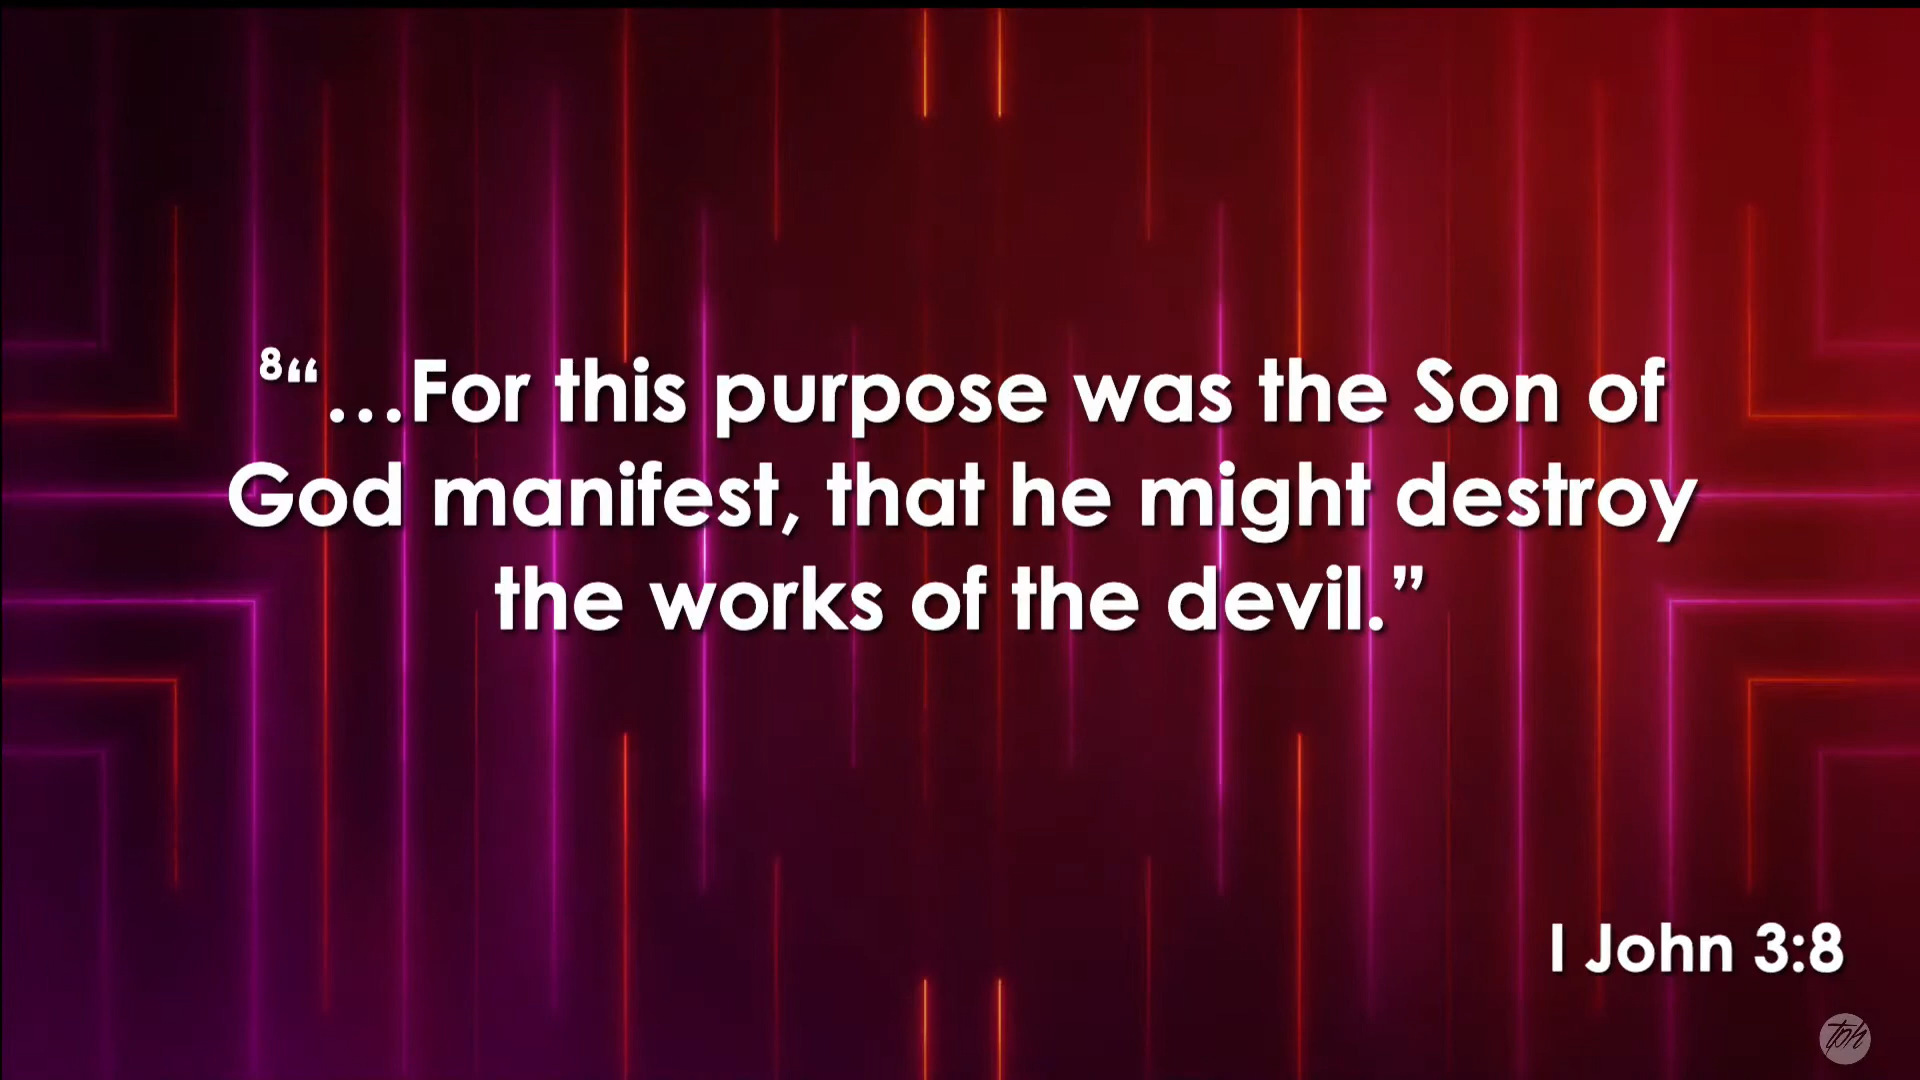 ⁸“…For this purpose was the Son of
God manifest, that he might destroy
the works of the devil.”
I John 3:8
tph